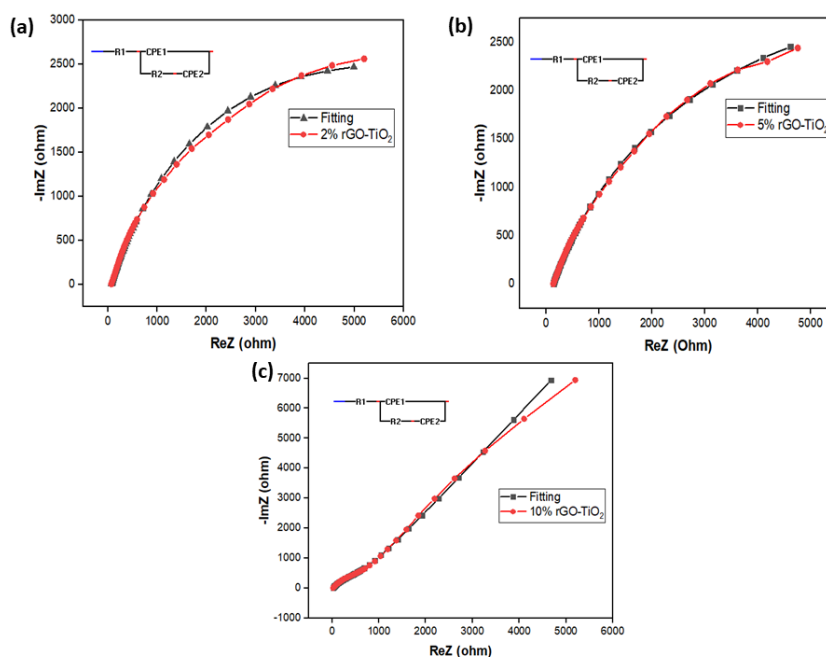 (a)
3000
2500
2000
1500
1000
500
0
-ImZ (ohm)
R1
CPE1
R2
CPE2
Fitting
2% rGO-TiO₂
0
1000
2000
3000
4000
5000
6000
ReZ (ohm)
(b)
2500
2000
1500
1000
500
0
-ImZ (ohm)
R1
CPE1
R2
CPE2
Fitting
5% rGO-TiO₂
0
1000
2000
3000
4000
5000
ReZ (Ohm)
(c)
7000
6000
5000
4000
3000
2000
1000
0
-1000
-ImZ (ohm)
R1
CPE1
R2
CPE2
Fitting
10% rGO-TiO₂
0
1000
2000
3000
4000
5000
6000
ReZ (ohm)